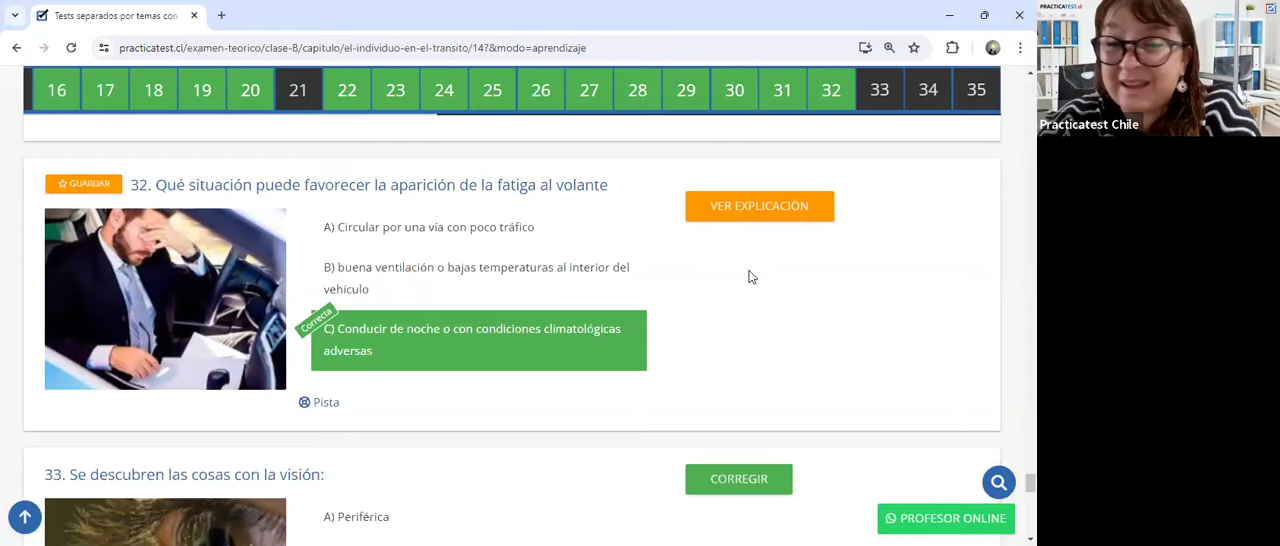 Tests separados por temas con
practicatest.cl/examen-teorico/clase-B/capitulo/el-individuo-en-el-transito/147&modo=aprendizaje
PRACTICATEST.cl
16 17 18 19 20 21 22 23 24 25 26 27 28 29 30 31 32 33 34 35
Practicatest Chile
GUARDAR
32. Qué situación puede favorecer la aparición de la fatiga al volante
VER EXPLICACIÓN
A) Circular por una vía con poco tráfico
B) buena ventilación o bajas temperaturas al interior del
vehículo
Correcta
C) Conducir de noche o con condiciones climatológicas
adversas
Pista
33. Se descubren las cosas con la visión:
CORREGIR
A) Periférica
PROFESOR ONLINE